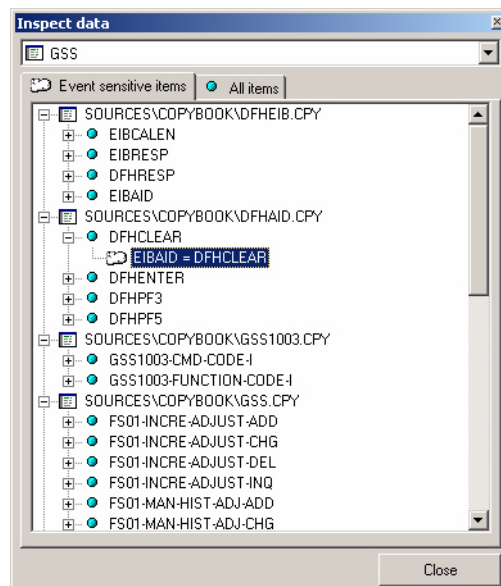 Inspect data
GSS
Event sensitive items All items
SOURCES\COPYBOOK\DFHEIB.CPY
EIBCALEN
EIBRESP
DFHRESP
EIBAID
SOURCES\COPYBOOK\DFHAID.CPY
DFHCLEAR
EIBAID = DFHCLEAR
DFHENTER
DFHPF3
DFHPF5
SOURCES\COPYBOOK\GSS1003.CPY
GSS1003-CMD-CODE-I
GSS1003-FUNCTION-CODE-I
SOURCES\COPYBOOK\GSS.CPY
FS01-INCRE-ADJUST-ADD
FS01-INCRE-ADJUST-CHG
FS01-INCRE-ADJUST-DEL
FS01-INCRE-ADJUST-INQ
FS01-MAN-HIST-ADJ-ADD
FS01-MAN-HIST-ADJ-CHG
Close